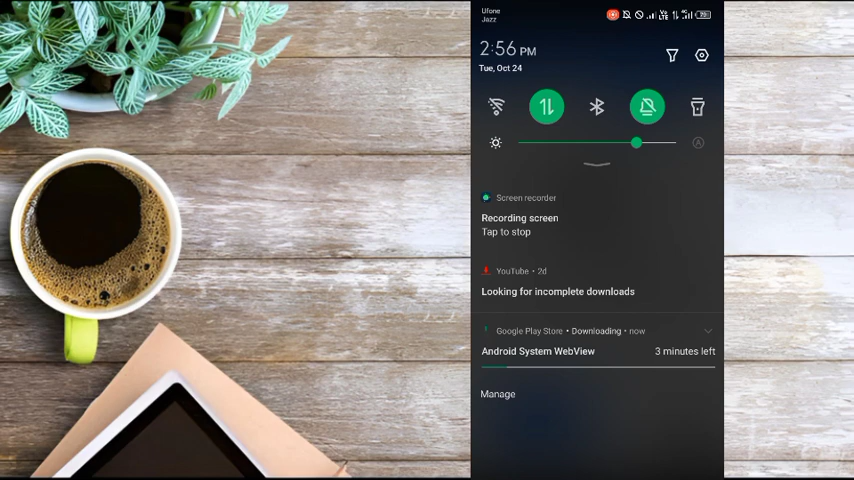 Ufone
Jazz
2:56 PM
Tue, Oct 24
Screen recorder
Recording screen
Tap to stop
YouTube • 2d
Looking for incomplete downloads
Google Play Store • Downloading • now
Android System WebView 3 minutes left
Manage